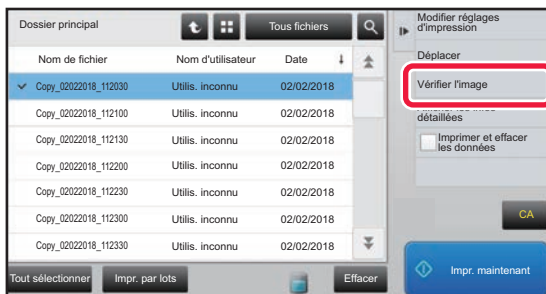 Dossier principal
Tous fichiers
Nom de fichier Nom d'utilisateur Date
Copy_02022018_112030 Utilis. inconnu 02/02/2018
Copy_02022018_112100 Utilis. inconnu 02/02/2018
Copy_02022018_112130 Utilis. inconnu 02/02/2018
Copy_02022018_112200 Utilis. inconnu 02/02/2018
Copy_02022018_112230 Utilis. inconnu 02/02/2018
Copy_02022018_112300 Utilis. inconnu 02/02/2018
Copy_02022018_112330 Utilis. inconnu 02/02/2018
Tout sélectionner Impr. par lots Effacer
Modifier réglages
d'impression
Déplacer
Vérifier l'image
détaillées
Imprimer et effacer
les données
CA
Impr. maintenant